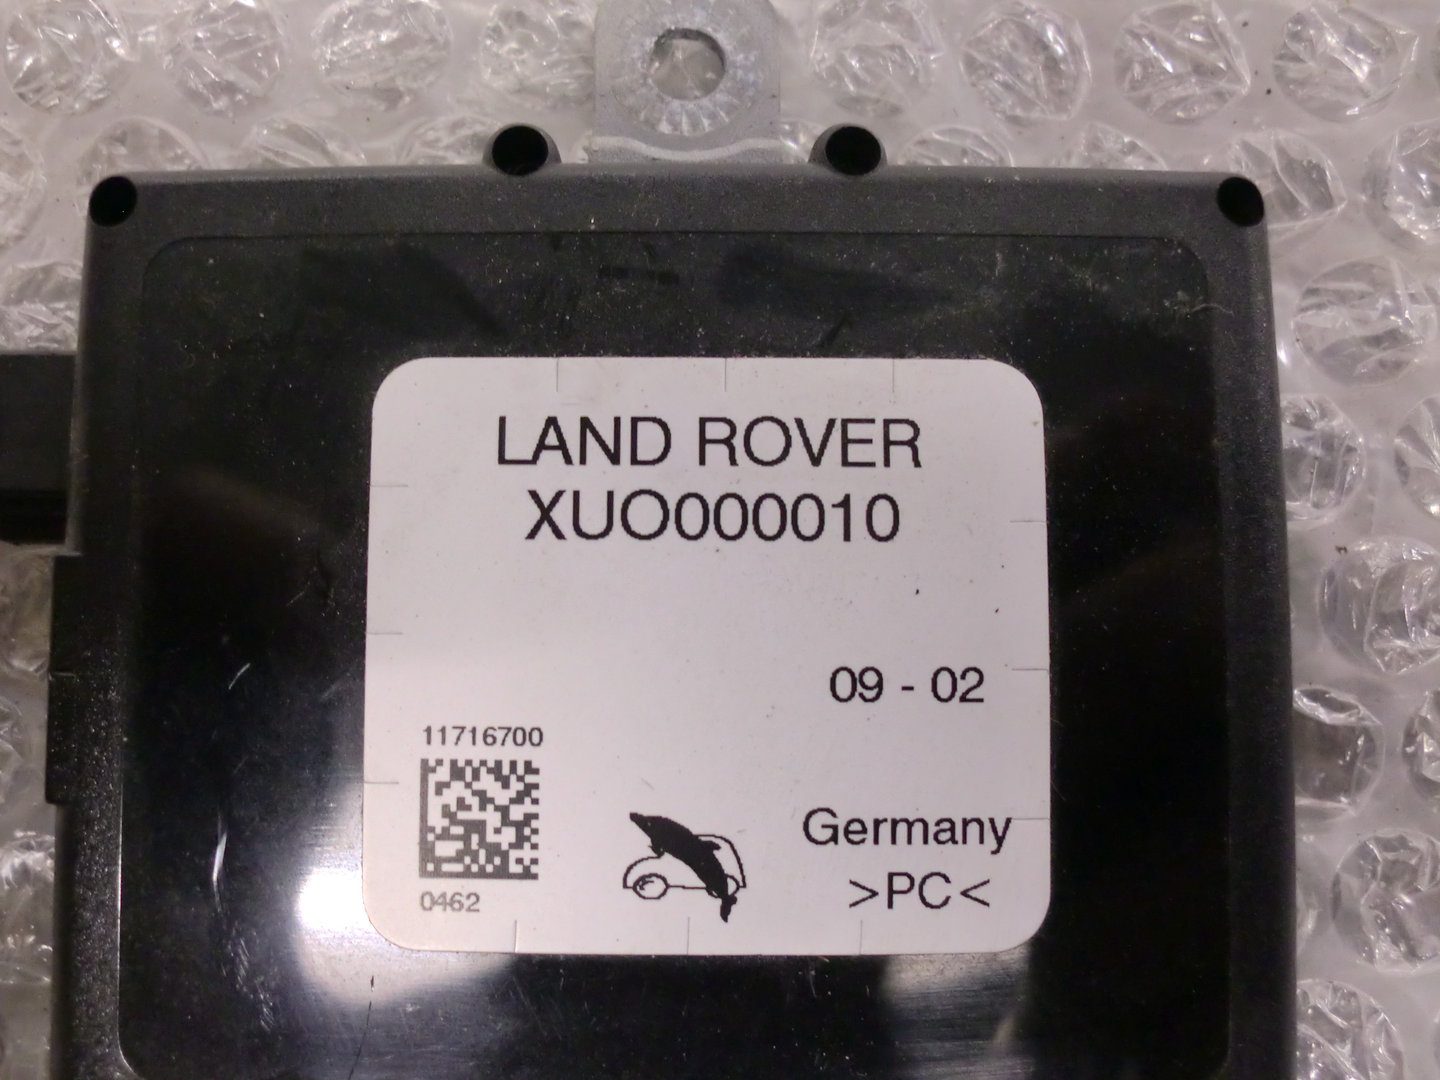 LAND ROVER
XUO000010
09 - 02
11716700
0462
Germany
>PC<